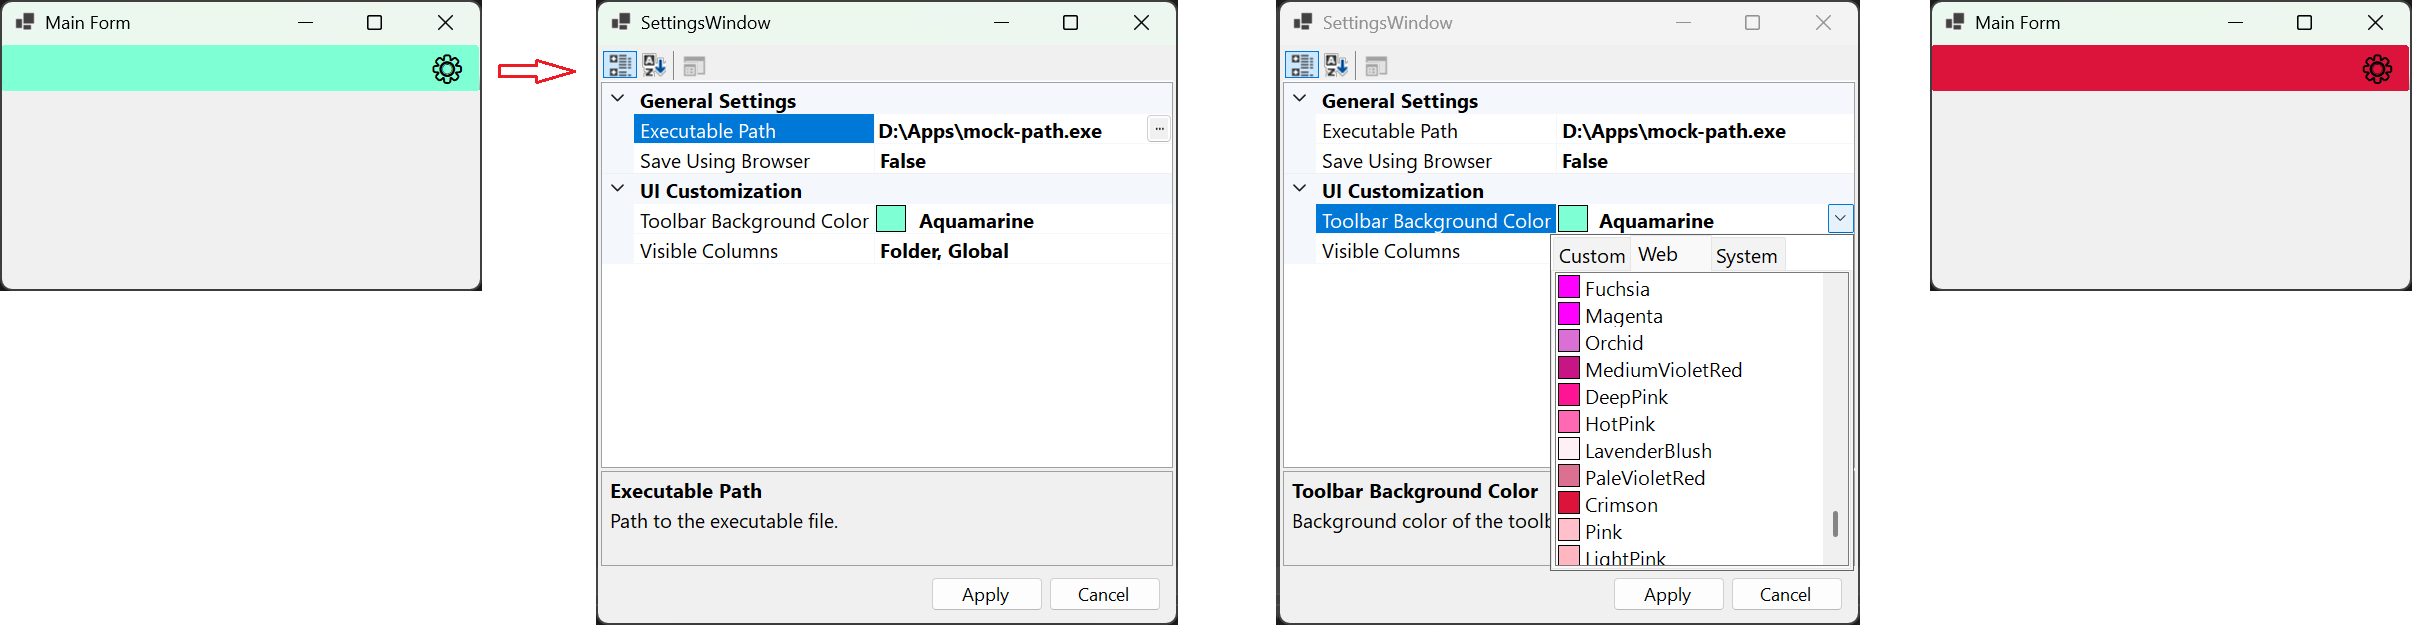 Main Form
SettingsWindow
General Settings
Executable Path D:\Apps\mock-path.exe ...
Save Using Browser False
UI Customization
Toolbar Background Color Aquamarine
Visible Columns Folder, Global
Executable Path
Path to the executable file.
Apply Cancel
SettingsWindow
General Settings
Executable Path D:\Apps\mock-path.exe
Save Using Browser False
UI Customization
Toolbar Background Color Aquamarine
Visible Columns
Custom Web System
Fuchsia
Magenta
Orchid
MediumVioletRed
DeepPink
HotPink
LavenderBlush
PaleVioletRed
Crimson
Pink
LightPink
Toolbar Background Color
Background color of the toolb
Apply Cancel
Main Form